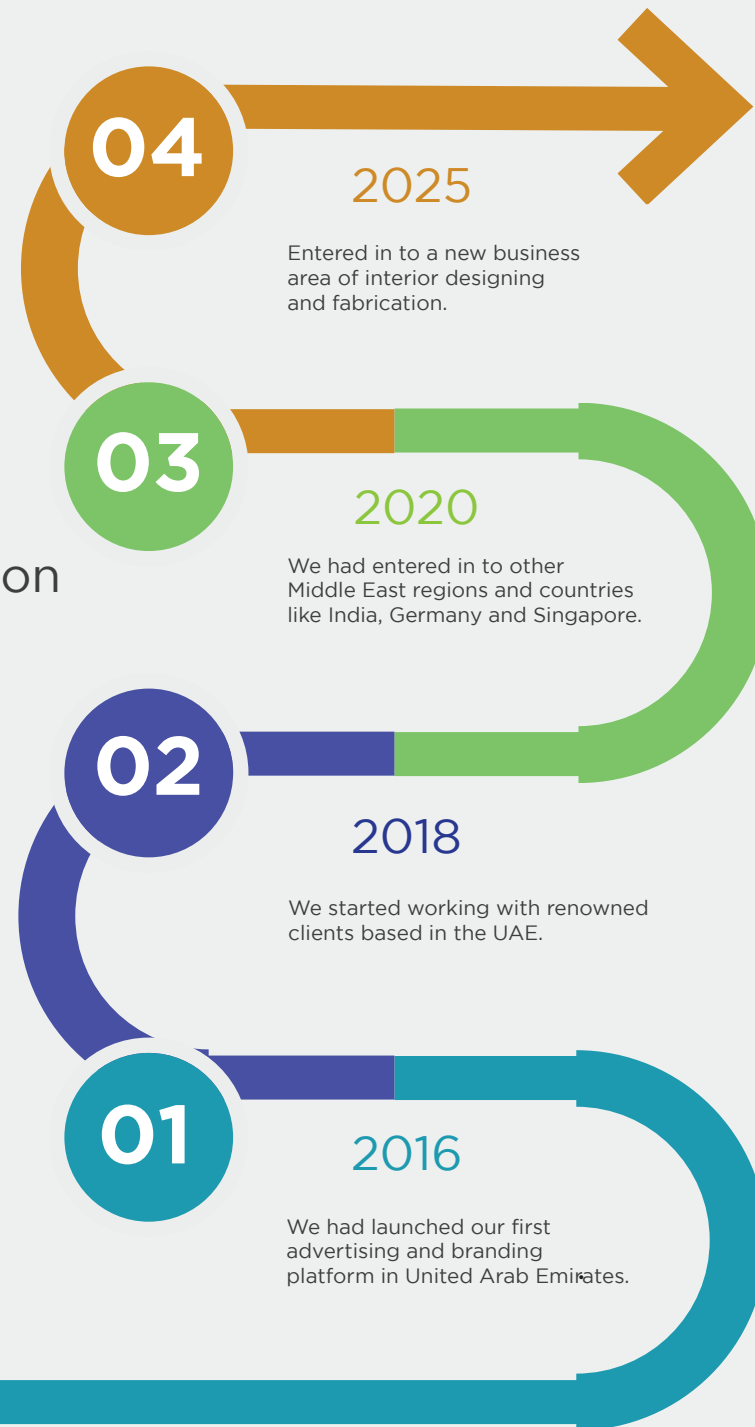 04
2025
Entered in to a new business
area of interior designing
and fabrication.
03
2020
We had entered in to other
Middle East regions and countries
like India, Germany and Singapore.
on
02
2018
We started working with renowned
clients based in the UAE.
01
2016
We had launched our first
advertising and branding
platform in United Arab Emirates.